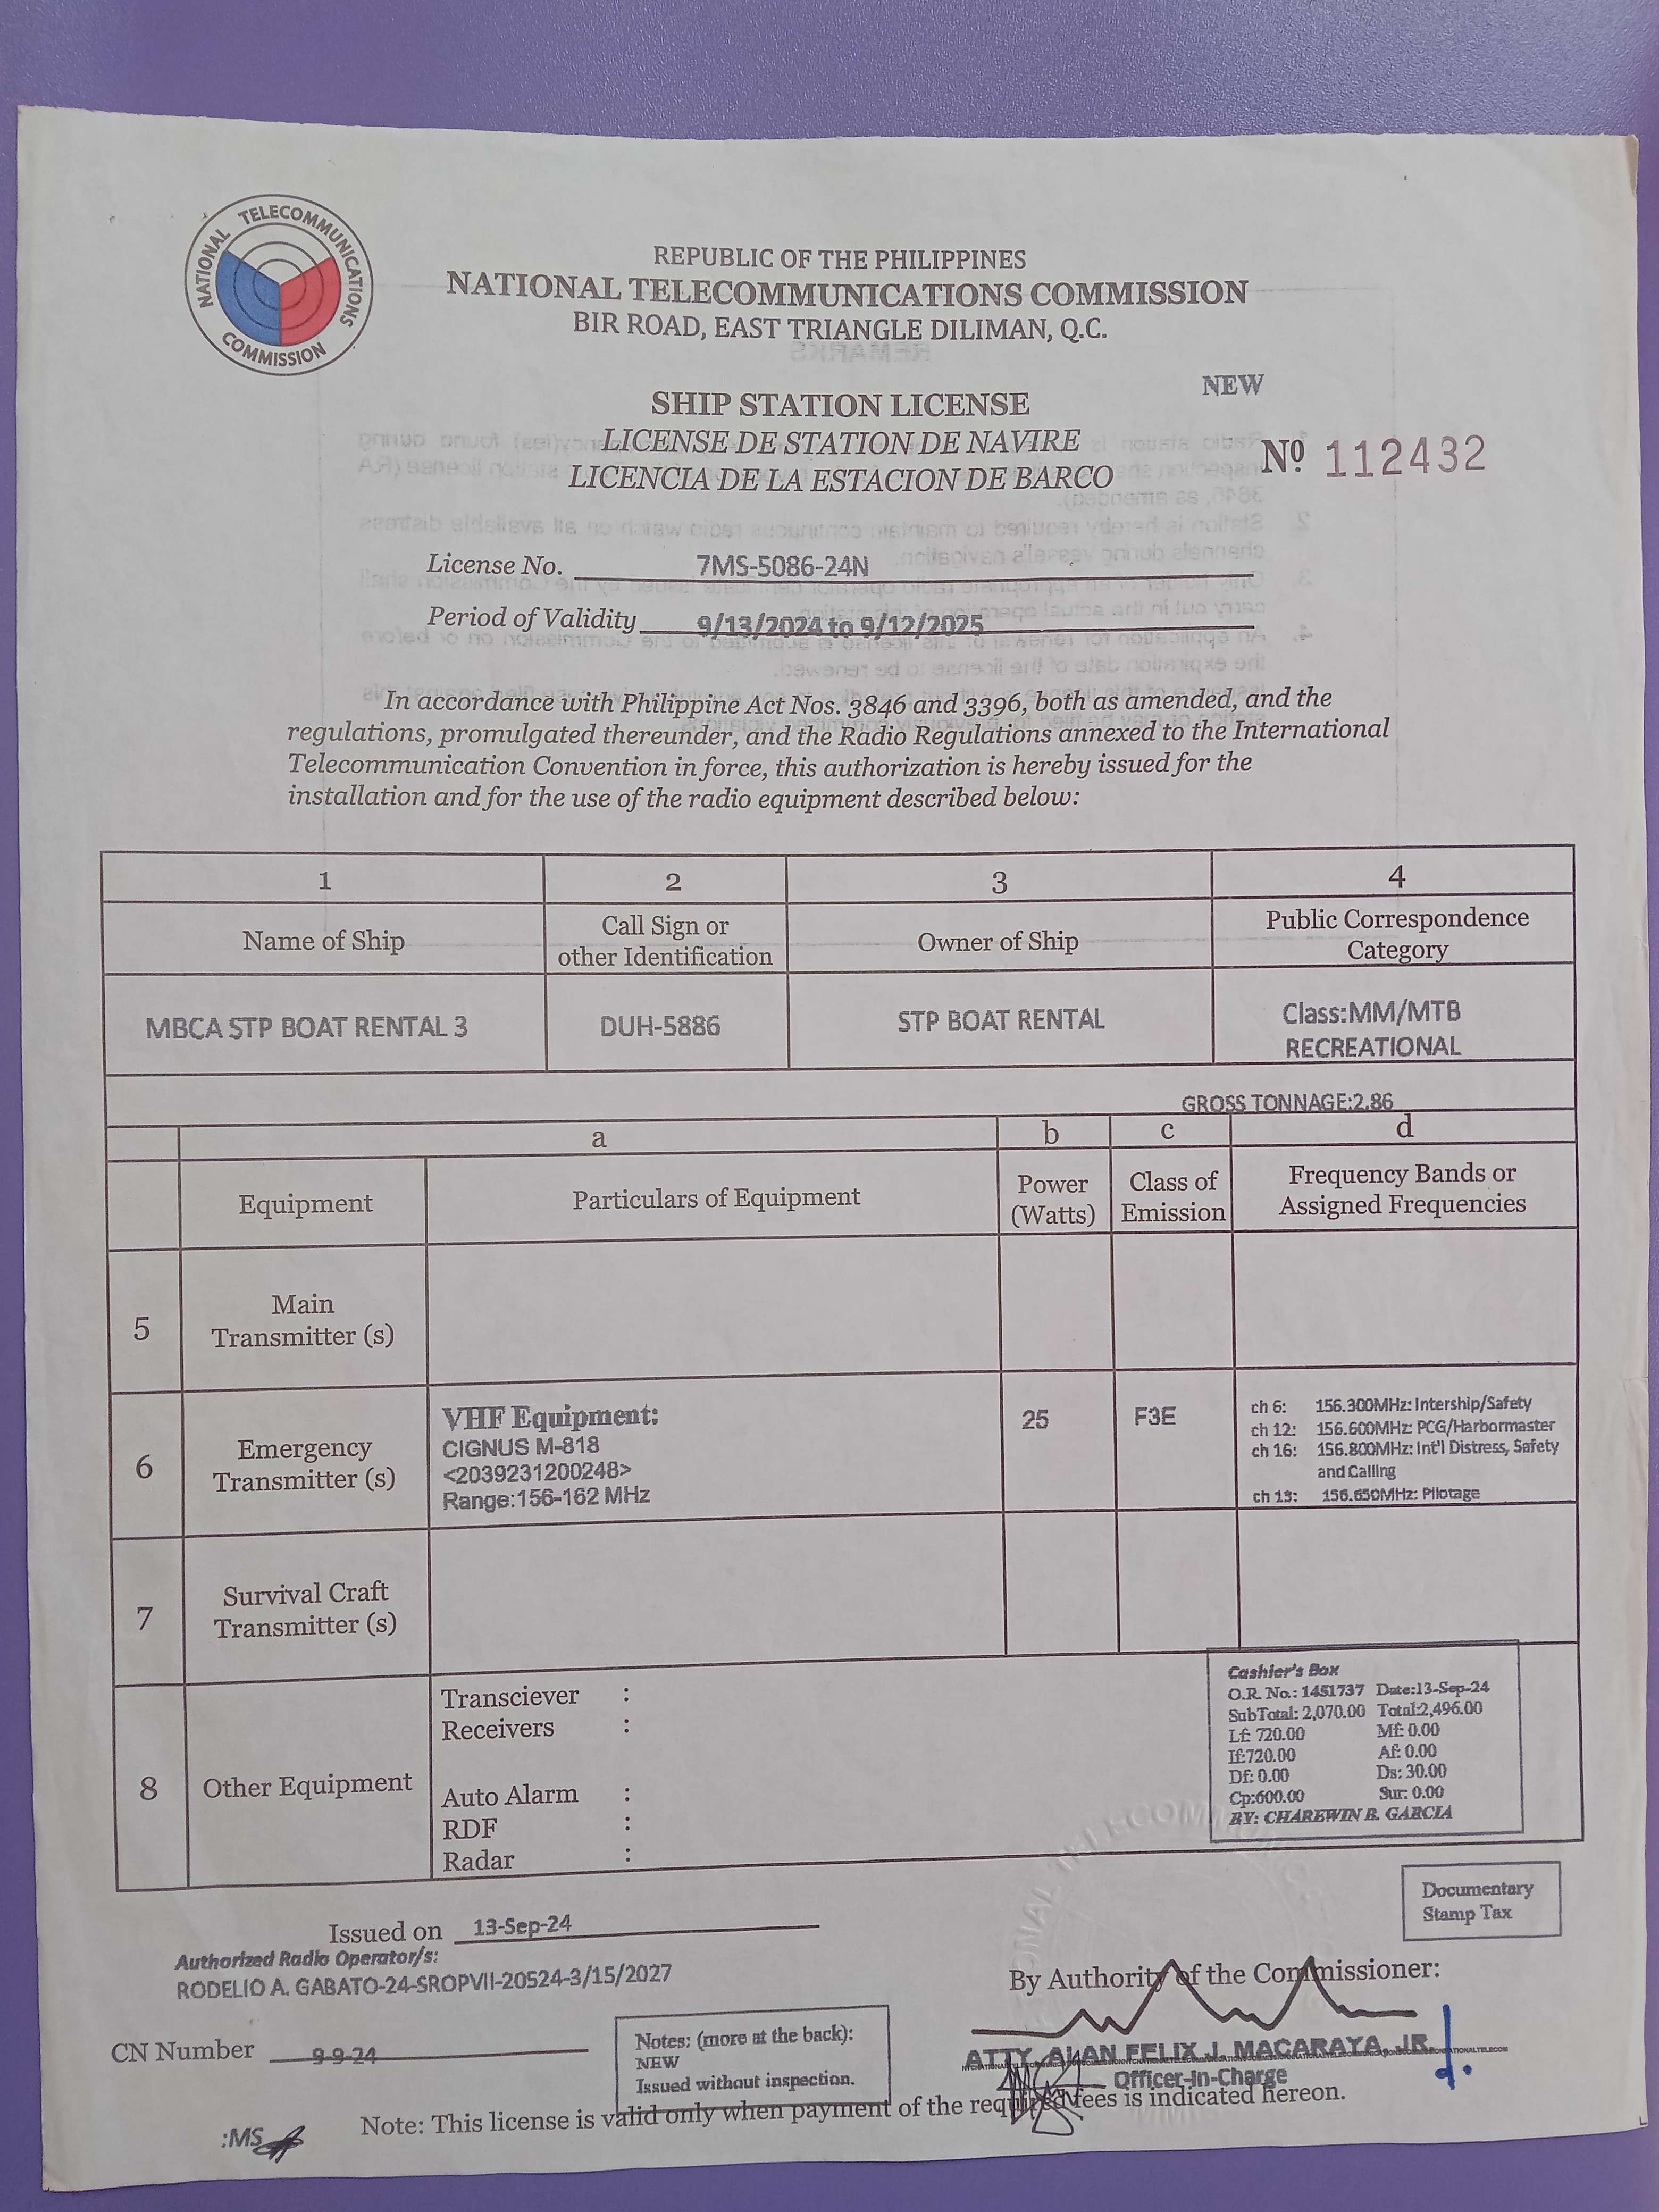 NATIONAL TELECOMMUNICATIONS COMMISSION
REPUBLIC OF THE PHILIPPINES
NATIONAL TELECOMMUNICATIONS COMMISSION
BIR ROAD, EAST TRIANGLE DILIMAN, Q.C.
NEW
SHIP STATION LICENSE
LICENSE DE STATION DE NAVIRE
LICENCIA DE LA ESTACION DE BARCO
Nº 112432
License No. 7MS-5086-24N
Period of Validity 9/13/2024 to 9/12/2025
In accordance with Philippine Act Nos. 3846 and 3396, both as amended, and the
regulations, promulgated thereunder, and the Radio Regulations annexed to the International
Telecommunication Convention in force, this authorization is hereby issued for the
installation and for the use of the radio equipment described below:
1 2 3 4
Name of Ship
Call Sign or
other Identification
Owner of Ship
Public Correspondence
Category
MBCA STP BOAT RENTAL 3
DUH-5886
STP BOAT RENTAL
Class:MM/MTB
RECREATIONAL
GROSS TONNAGE:2.86
a b c d
Equipment
Particulars of Equipment
Power
(Watts)
Class of
Emission
Frequency Bands or
Assigned Frequencies
5
Main
Transmitter (s)
6
Emergency
Transmitter (s)
VHF Equipment:
CIGNUS M-818
<2039231200248>
Range:156-162 MHz
25
F3E
ch 6: 156.300MHz: Intership/Safety
ch 12: 156.600MHz: PCG/Harbormaster
ch 16: 156.800MHz: Int'l Distress, Safety
and Calling
ch 13: 156.650MHz: Pilotage
7
Survival Craft
Transmitter (s)
8
Other Equipment
Transciever :
Receivers :
Auto Alarm :
RDF :
Radar :
Cashier's Box
O.R. No.: 1451737 Date:13-Sep-24
SubTotal: 2,070.00 Total:2,496.00
Lf: 720.00 Mf: 0.00
If:720.00 Af: 0.00
Df: 0.00 Ds: 30.00
Cp:600.00 Sur: 0.00
BY: CHAREWIN B. GARCIA
Documentary
Stamp Tax
Issued on 13-Sep-24
Authorized Radio Operator/s:
RODELIO A. GABATO-24-SROPVII-20524-3/15/2027
By Authority of the Commissioner:
CN Number 9-9-24
Notes: (more at the back):
NEW
Issued without inspection.
ATTY. ALAN FELIX J. MACARAYA, JR.
Officer-In-Charge
Note: This license is valid only when payment of the required fees is indicated hereon.
:MS